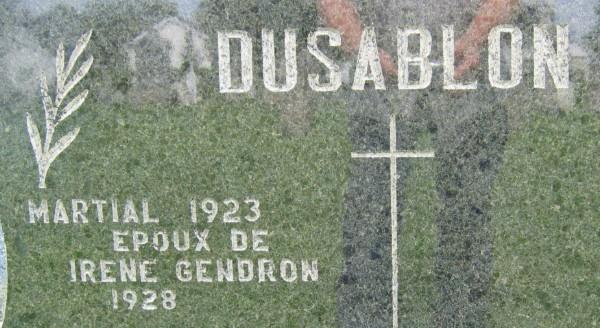 DUSABLON
MARTIAL 1923
EPOUX DE
IRENE GENDRON
1928